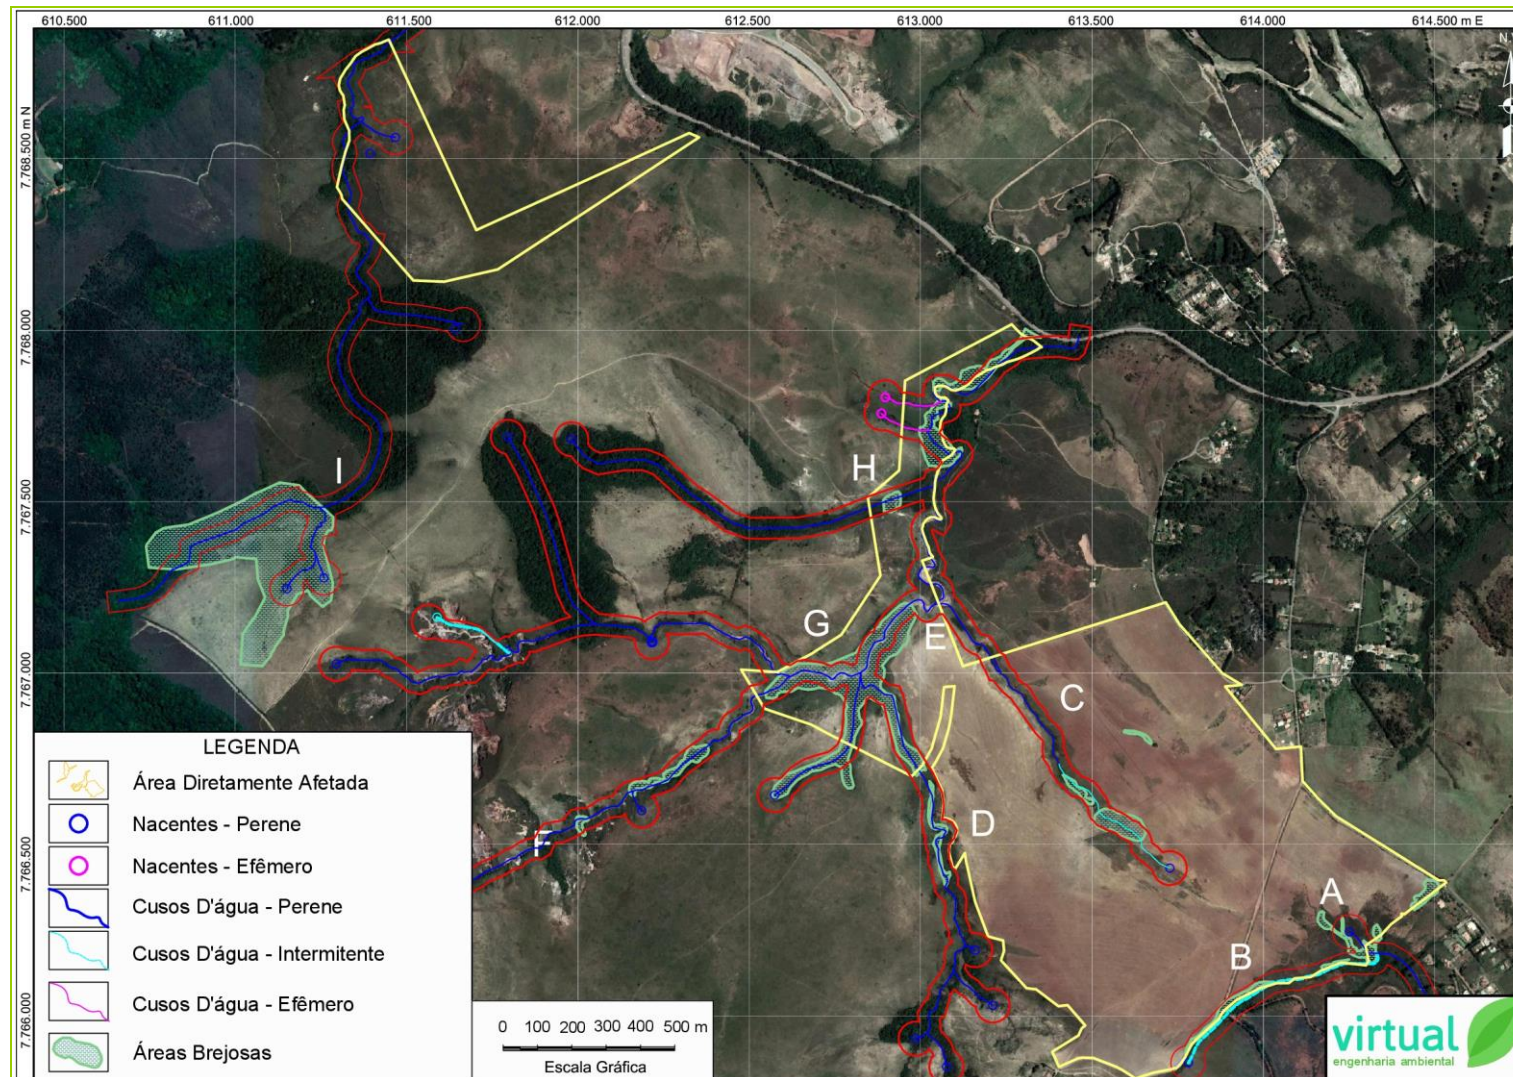 610.500 611.000 611.500 612.000 612.500 613.000 613.500 614.000 614.500 m E
7.768.500 m N
7.768.000
7.767.500
7.767.000
7.766.500
7.766.000
I
H
G
E
C
D
F
A
B
LEGENDA
Área Diretamente Afetada
Nacentes - Perene
Nacentes - Efêmero
Cusos D'água - Perene
Cusos D'água - Intermitente
Cusos D'água - Efêmero
Áreas Brejosas
0 100 200 300 400 500 m
Escala Gráfica
virtual
engenharia ambiental